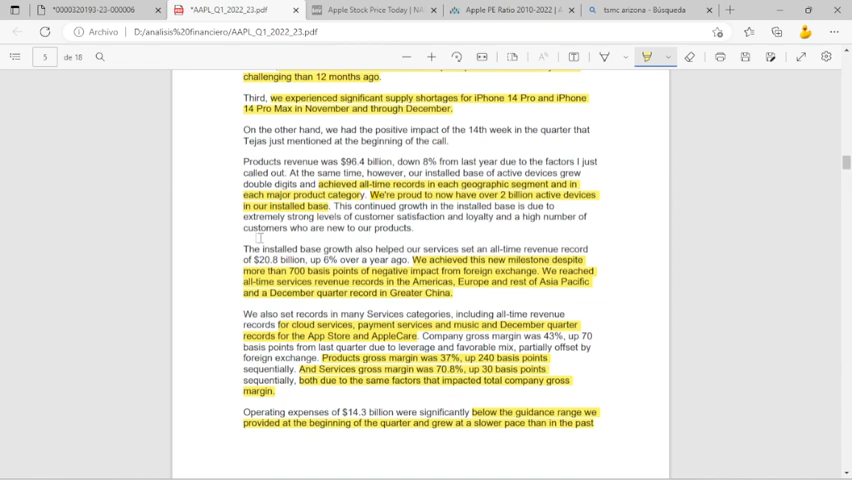 *0000320193-23-000006
*AAPL_Q1_2022_23.pdf
Apple Stock Price Today | NA
Apple PE Ratio 2010-2022 | A
tsmc arizona - Búsqueda
Archivo
D:/analisis%20financiero/AAPL_Q1_2022_23.pdf
5
de 18
challenging than 12 months ago.
Third, we experienced significant supply shortages for iPhone 14 Pro and iPhone
14 Pro Max in November and through December.
On the other hand, we had the positive impact of the 14th week in the quarter that
Tejas just mentioned at the beginning of the call.
Products revenue was $96.4 billion, down 8% from last year due to the factors I just
called out. At the same time, however, our installed base of active devices grew
double digits and achieved all-time records in each geographic segment and in
each major product category. We're proud to now have over 2 billion active devices
in our installed base. This continued growth in the installed base is due to
extremely strong levels of customer satisfaction and loyalty and a high number of
customers who are new to our products.
The installed base growth also helped our services set an all-time revenue record
of $20.8 billion, up 6% over a year ago. We achieved this new milestone despite
more than 700 basis points of negative impact from foreign exchange. We reached
all-time services revenue records in the Americas, Europe and rest of Asia Pacific
and a December quarter record in Greater China.
We also set records in many Services categories, including all-time revenue
records for cloud services, payment services and music and December quarter
records for the App Store and AppleCare. Company gross margin was 43%, up 70
basis points from last quarter due to leverage and favorable mix, partially offset by
foreign exchange. Products gross margin was 37%, up 240 basis points
sequentially. And Services gross margin was 70.8%, up 30 basis points
sequentially, both due to the same factors that impacted total company gross
margin.
Operating expenses of $14.3 billion were significantly below the guidance range we
provided at the beginning of the quarter and grew at a slower pace than in the past